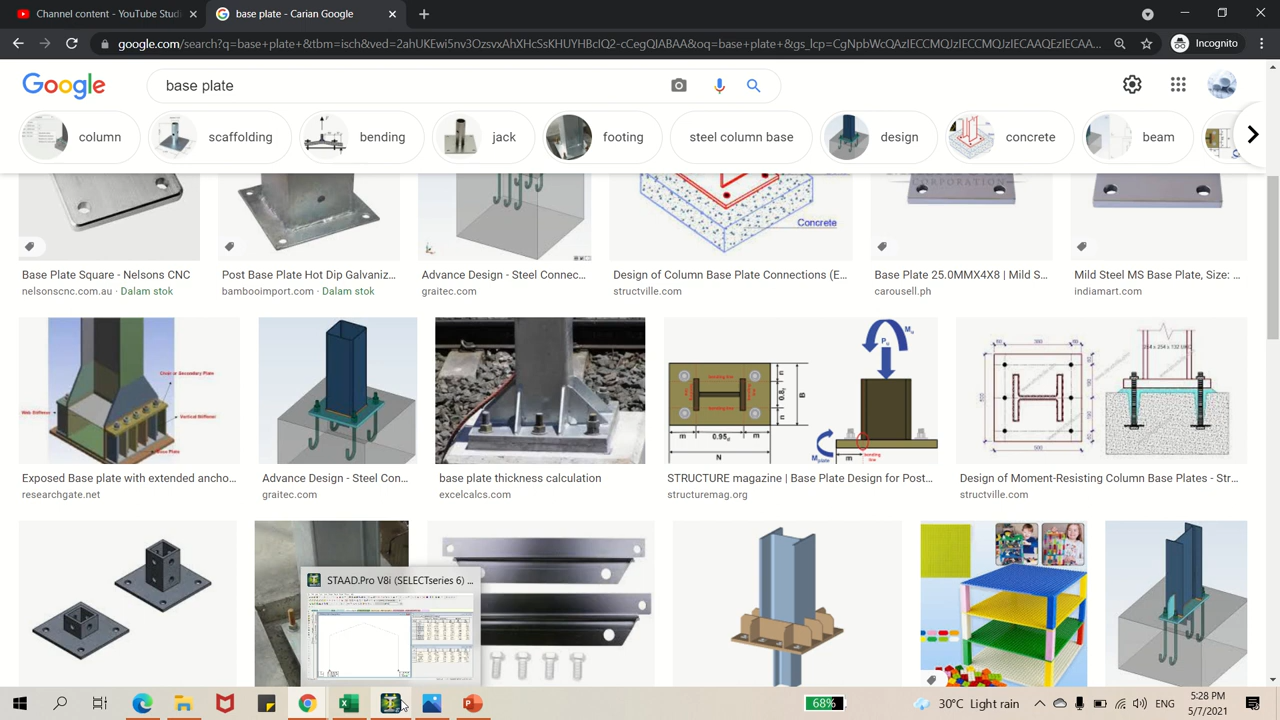 Channel content - YouTube Studio
base plate - Carian Google
google.com/search?q=base+plate+&tbm=isch&ved=2ahUKEwi5nv3G
Incognito
Google
base plate
column
scaffolding
bending
jack
footing
steel column base
design
concrete
beam
CORPORATION
Concrete
Base Plate Square - Nelsons CNC
nelsonscnc.com.au · Dalam stok
Post Base Plate Hot Dip Galvaniz...
bambooimport.com · Dalam stok
Advance Design - Steel Connec...
graitec.com
Design of Column Base Plate Connections (E...
structville.com
Base Plate 25.0MMX4X8 | Mild S...
carousell.ph
Mild Steel MS Base Plate, Size: ...
indiamart.com
Vertical Stiffener
Base Plate
m
0.95
m
N
B
m
Exposed Base plate with extended ancho...
researchgate.net
Advance Design - Steel Con...
graitec.com
base plate thickness calculation
excelcalcs.com
STRUCTURE magazine | Base Plate Design for Post...
structuremag.org
Design of Moment-Resisting Column Base Plates - Str...
structville.com
STAAD.Pro V8i (SELECTseries 6) ...
68%
30°C Light rain
ENG
5:28 PM
5/7/2021